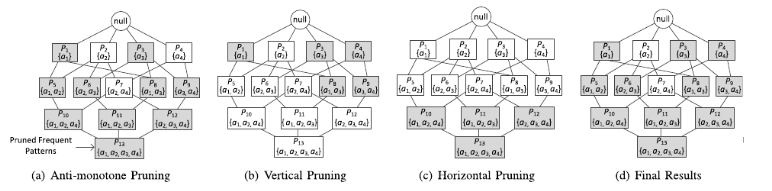 null null null null
P1 P2 P3 P4 P1 P2 P3 P4 P1 P2 P3 P4 P1 P2 P3 P4
{a1} {a2} {a3} {a4} {a1} {a2} {a3} {a4} {a1} {a2} {a3} {a4} {a1} {a2} {a3} {a4}
P5 P6 P7 P8 P9 P5 P6 P7 P8 P9 P5 P6 P7 P8 P9 P5 P6 P7 P8 P9
{a1, a2} {a2, a3} {a2, a4} {a1, a3} {a3, a4} {a1, a2} {a2, a3} {a2, a4} {a1, a3} {a3, a4} {a1, a2} {a2, a3} {a2, a4} {a1, a3} {a3, a4} {a1, a2} {a2, a3} {a2, a4} {a1, a3} {a3, a4}
P10 P11 P12 P10 P11 P12 P10 P11 P12 P10 P11 P12
{a1, a2, a4} {a1, a2, a3} {a2, a3, a4} {a1, a2, a4} {a1, a2, a3} {a2, a3, a4} {a1, a2, a4} {a1, a2, a3} {a2, a3, a4} {a1, a2, a4} {a1, a2, a3} {a2, a3, a4}
Pruned Frequent
Patterns
P13 P13 P13 P13
{a1, a2, a3, a4} {a1, a2, a3, a4} {a1, a2, a3, a4} {a1, a2, a3, a4}
(a) Anti-monotone Pruning (b) Vertical Pruning (c) Horizontal Pruning (d) Final Results